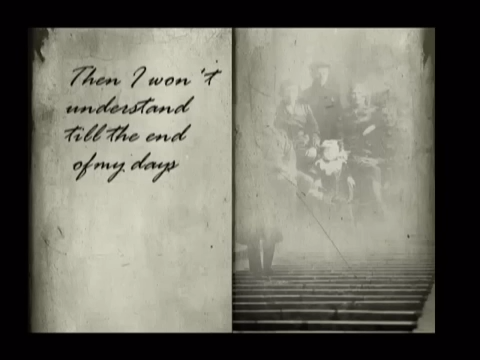 Then I won't
understand
till the end
of my days